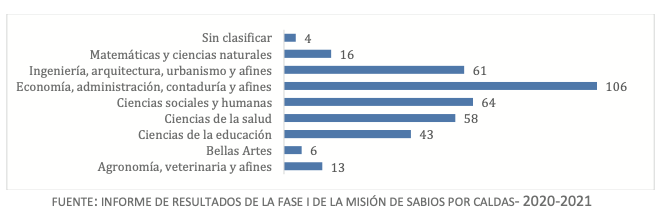 Sin clasificar 4
Matemáticas y ciencias naturales 16
Ingeniería, arquitectura, urbanismo y afines 61
Economía, administración, contaduría y afines 106
Ciencias sociales y humanas 64
Ciencias de la salud 58
Ciencias de la educación 43
Bellas Artes 6
Agronomía, veterinaria y afines 13
FUENTE: INFORME DE RESULTADOS DE LA FASE I DE LA MISIÓN DE SABIOS POR CALDAS- 2020-2021